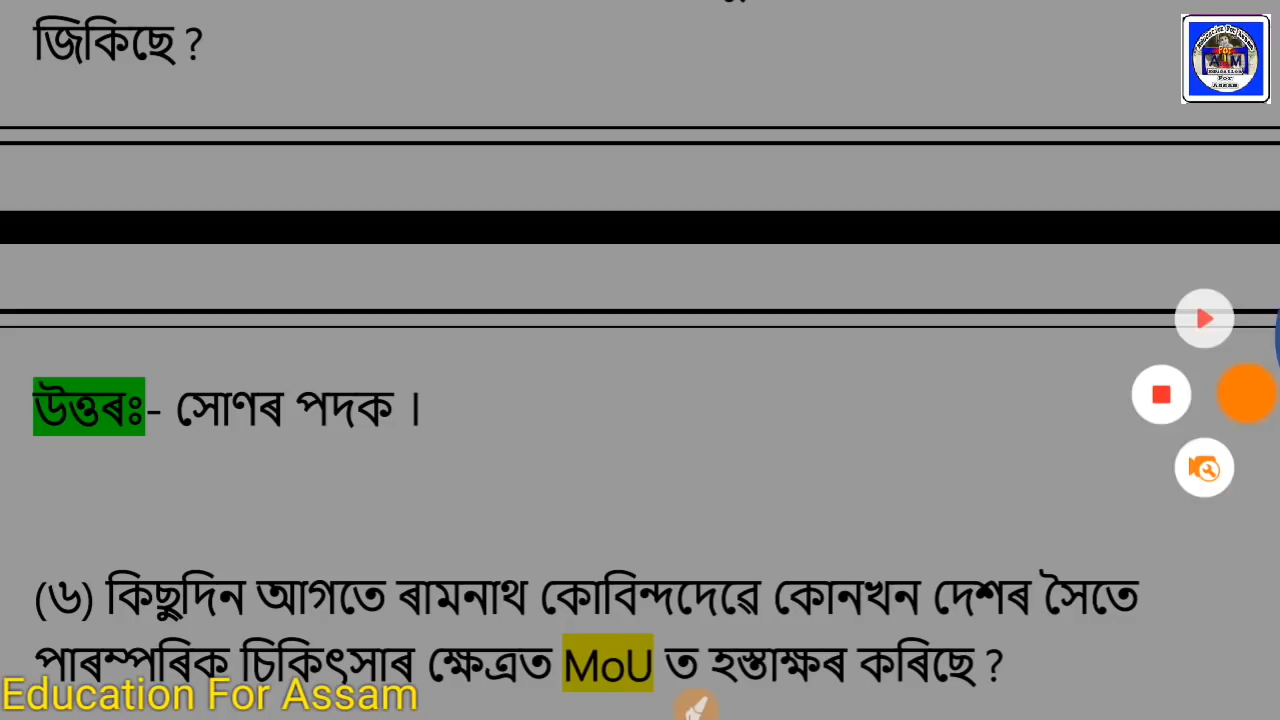 জিকিছে ?
উত্তৰঃ- সোণৰ পদক ।
(৬) কিছুদিন আগতে ৰামনাথ কোবিন্দদেৱে কোনখন দেশৰ সৈতে
পাৰম্পৰিক চিকিৎসাৰ ক্ষেত্ৰত MoU ত হস্তাক্ষৰ কৰিছে ?
Education For Assam